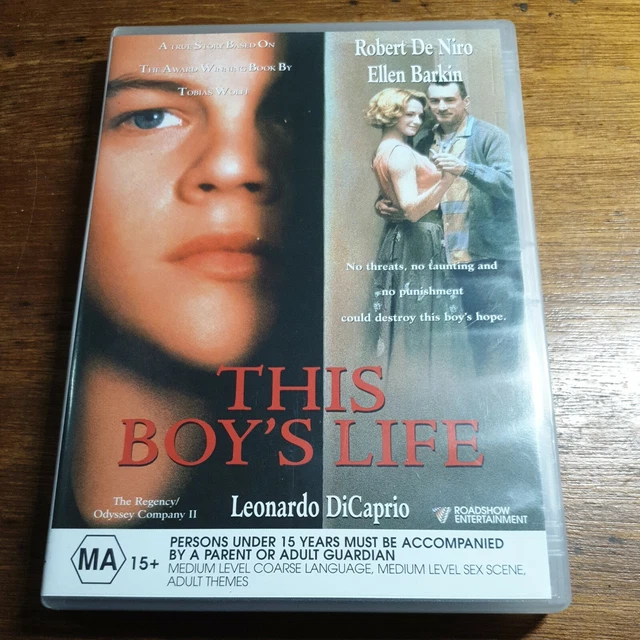 A TRUE STORY BASED ON
THE AWARD WINNING BOOK BY
TOBIAS WOLFF
Robert De Niro
Ellen Barkin
No threats, no taunting and
no punishment
could destroy this boy's hope.
THIS
BOY'S LIFE
The Regency/
Odyssey Company II
Leonardo DiCaprio
ROADSHOW
ENTERTAINMENT
MA 15+
PERSONS UNDER 15 YEARS MUST BE ACCOMPANIED
BY A PARENT OR ADULT GUARDIAN
MEDIUM LEVEL COARSE LANGUAGE, MEDIUM LEVEL SEX SCENE,
ADULT THEMES